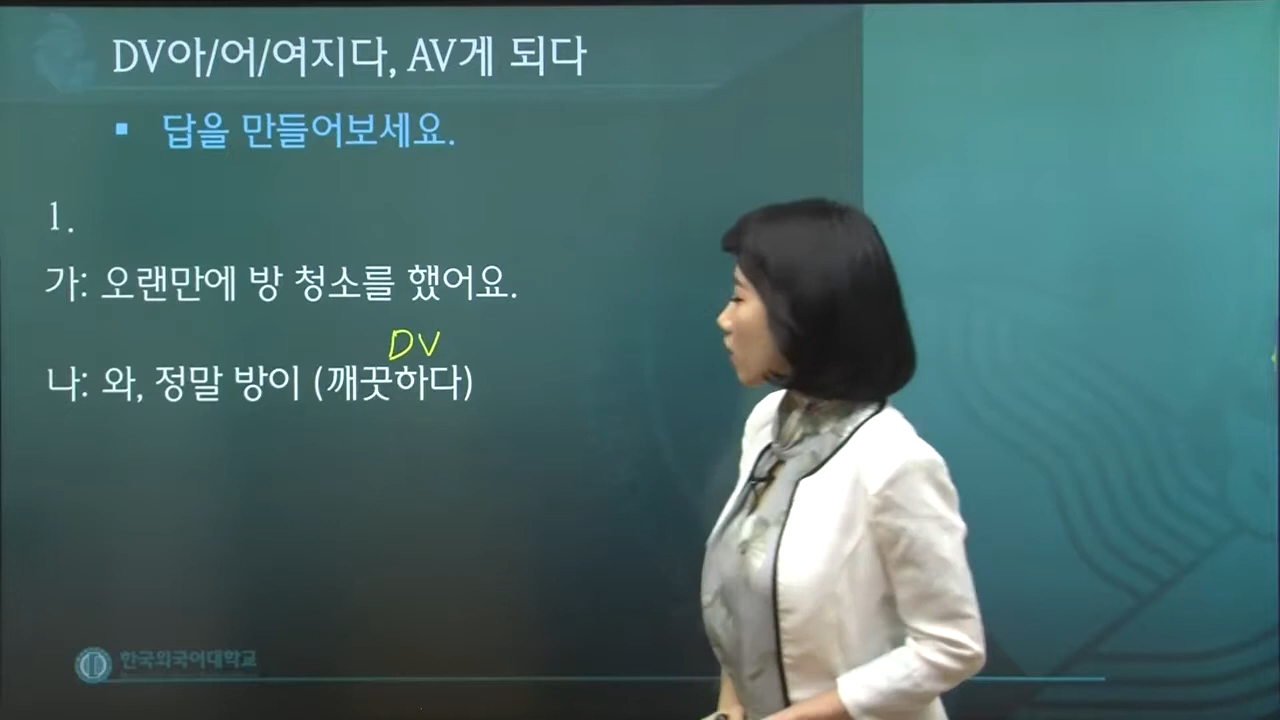 DV아/어/여지다, AV게 되다
▪ 답을 만들어보세요.
1.
가: 오랜만에 방 청소를 했어요.
DV
나: 와, 정말 방이 (깨끗하다)
한국외국어대학교